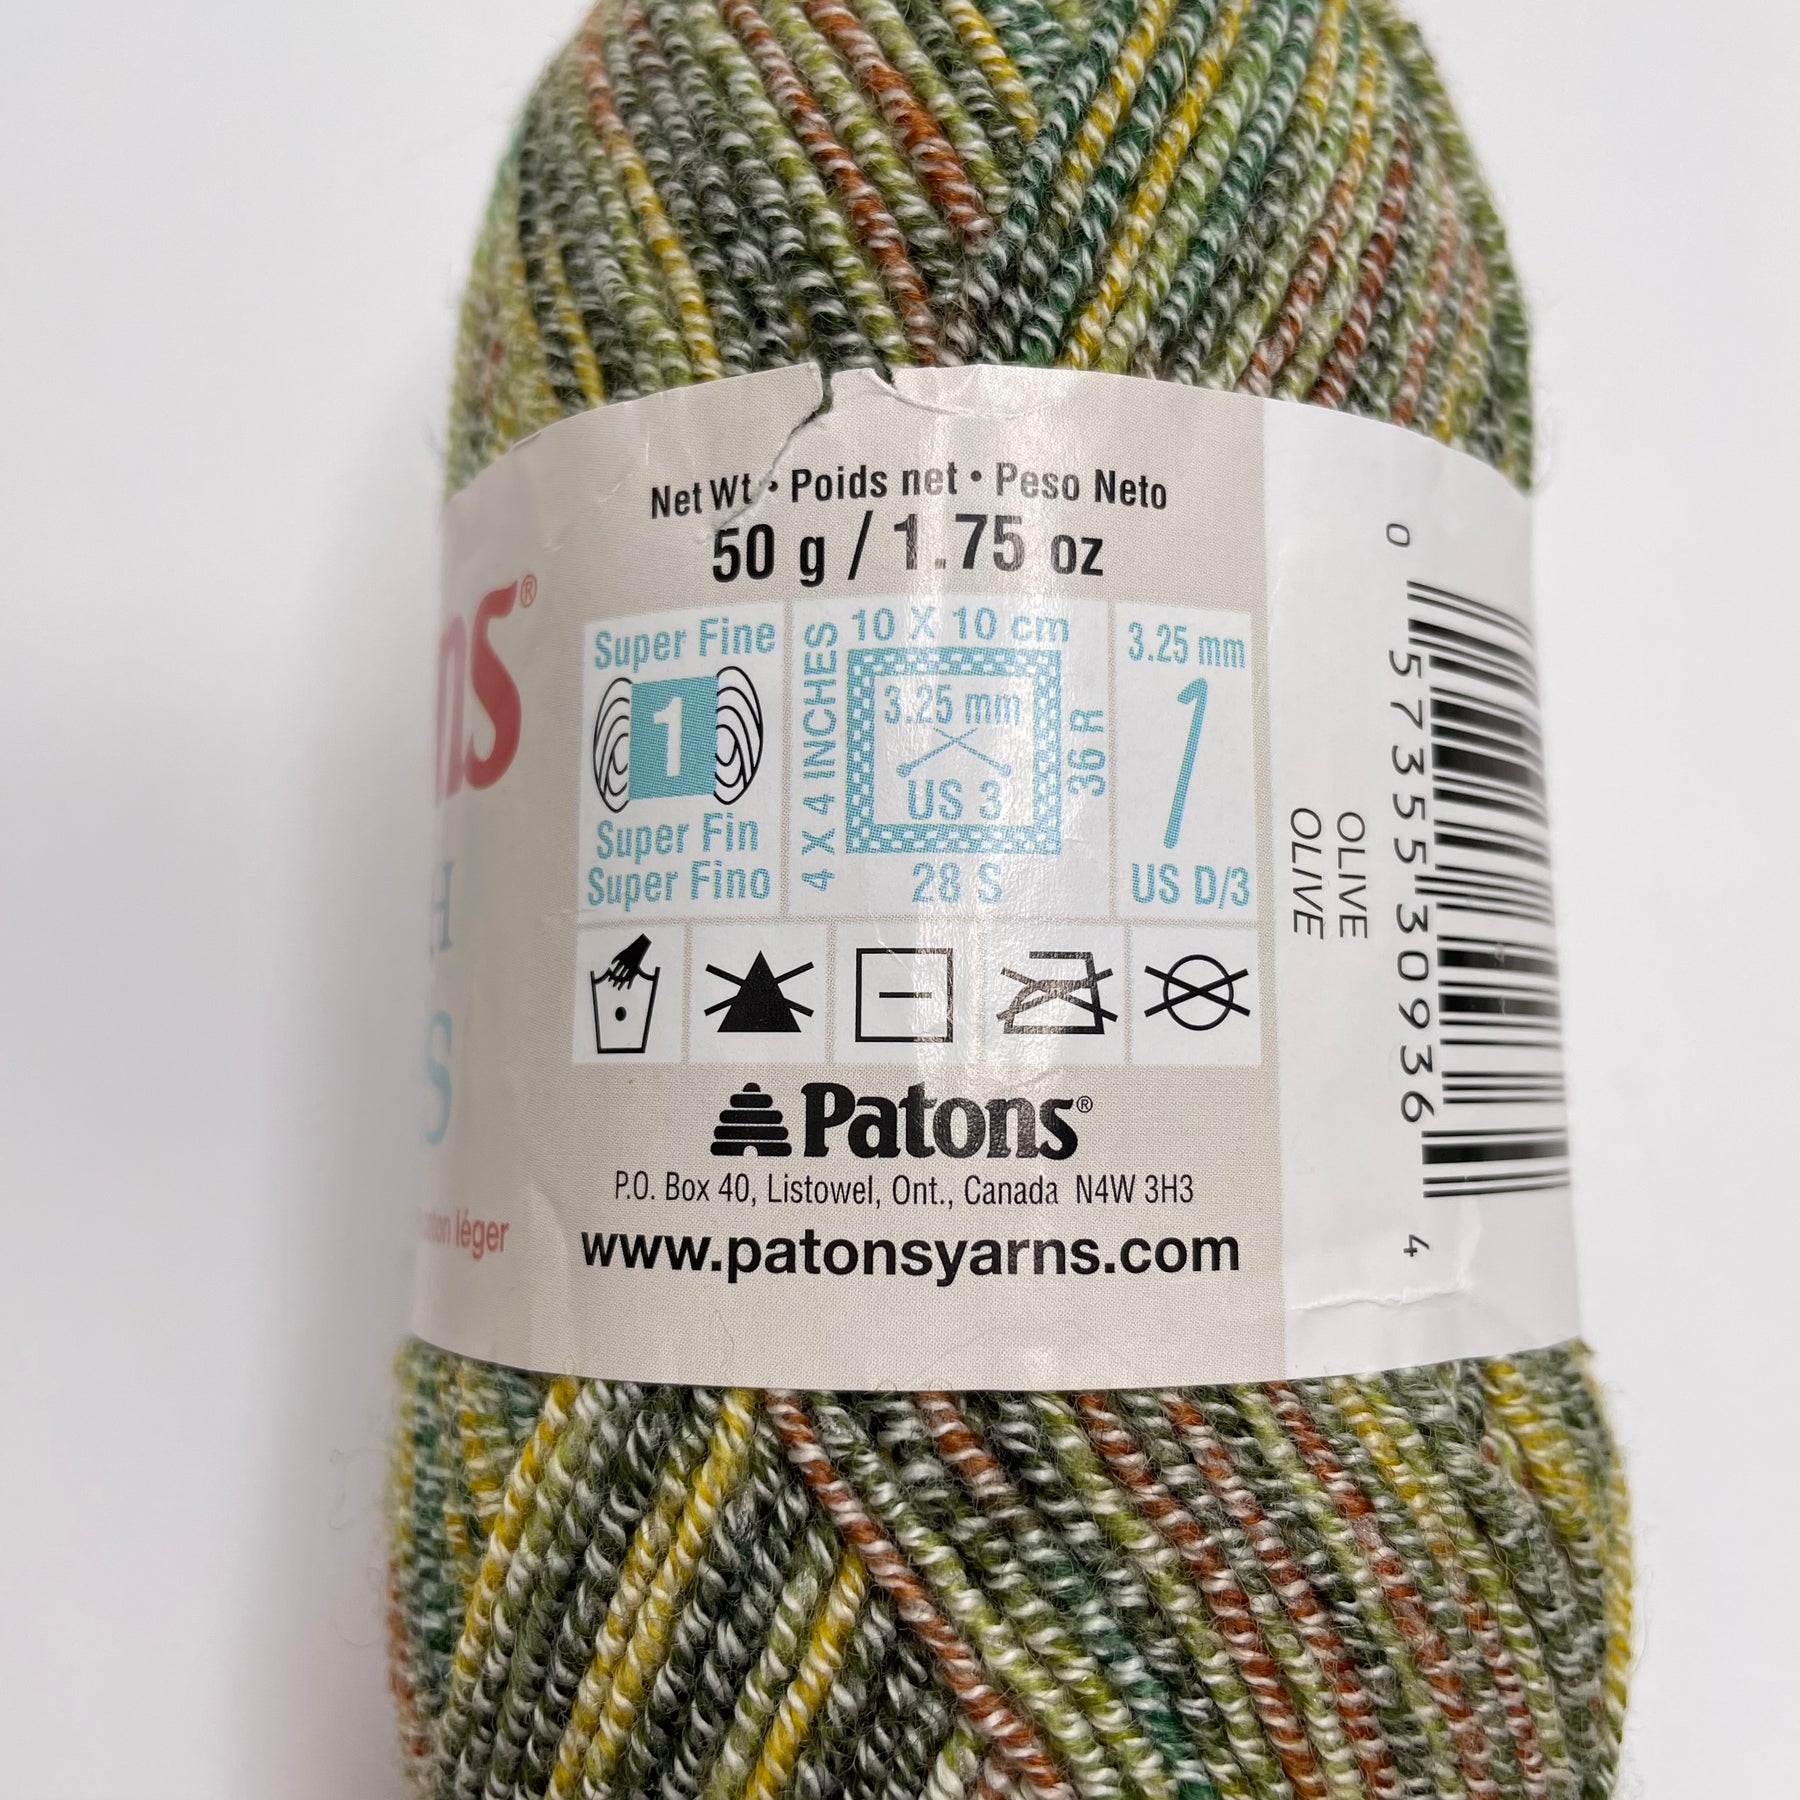 Net Wt • Poids net • Peso Neto
50 g / 1.75 oz
Super Fine
1
Super Fin
Super Fino
4 X 4 INCHES
10 X 10 cm
3.25 mm
US 3
36 R
28 S
3.25 mm
US D/3
Patons®
P.O. Box 40, Listowel, Ont., Canada N4W 3H3
www.patonsyarns.com
OLIVE
OLIVE
0 57355 30936 4
léger